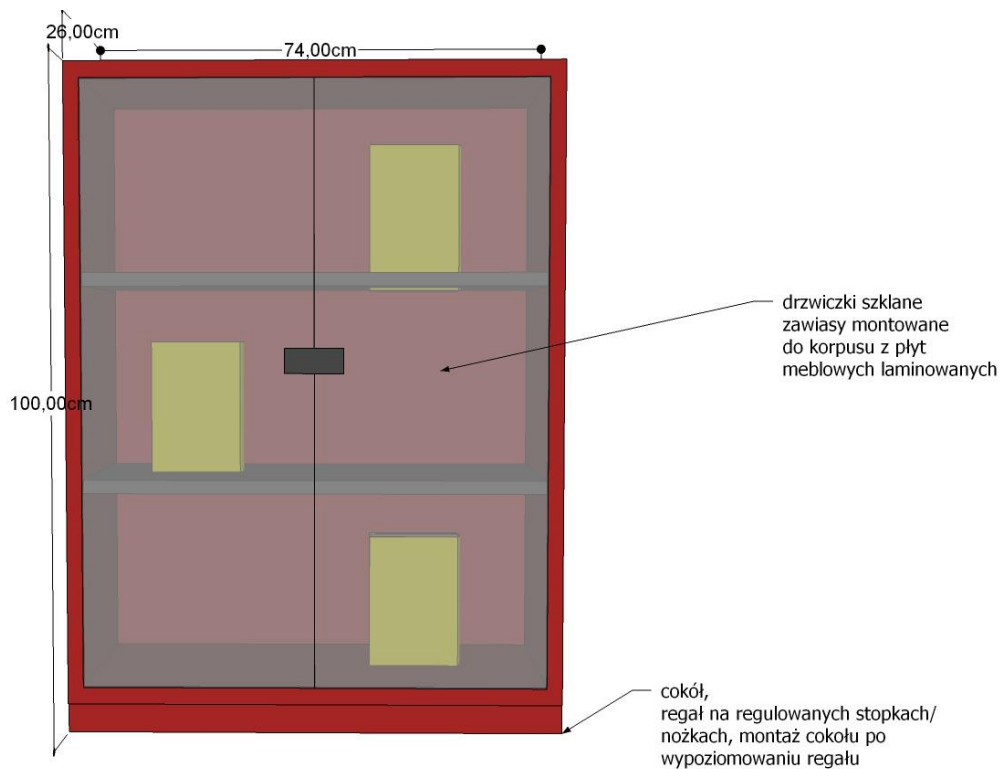 26,00cm
74,00cm
drzwiczki szklane
zawiasy montowane
do korpusu z płyt
meblowych laminowanych
100,00cm
cokół,
regał na regulowanych stopkach/
nóżkach, montaż cokołu po
wypoziomowaniu regału